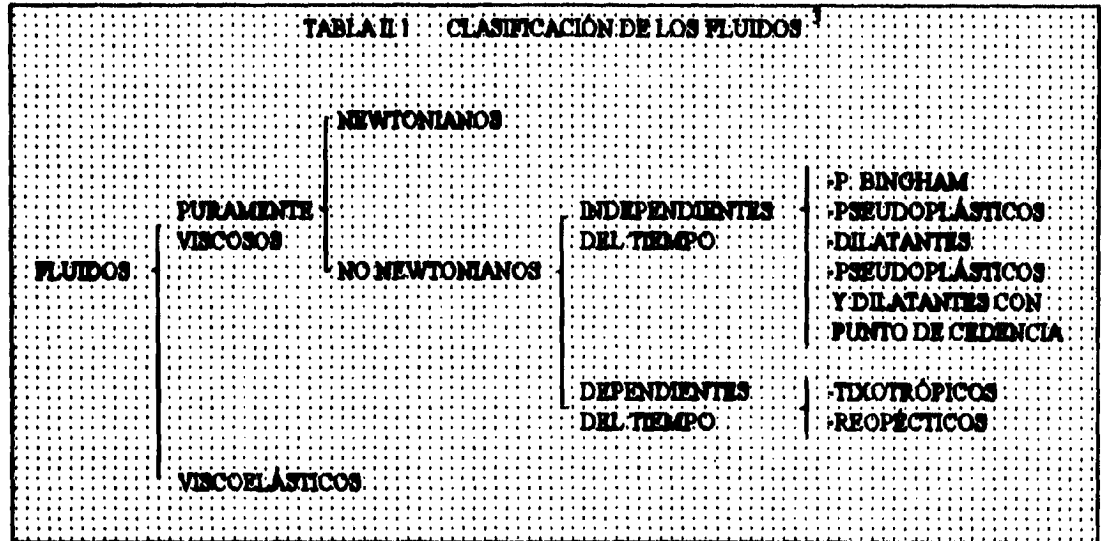 TABLA II.1 CLASIFICACIÓN DE LOS FLUIDOS 3
NEWTONIANOS
PURAMENTE
VISCOSOS
FLUIDOS
NO NEWTONIANOS
INDEPENDIENTES
DEL TIEMPO
-P. BINGHAM
-PSEUDOPLÁSTICOS
-DILATANTES
-PSEUDOPLÁSTICOS
Y DILATANTES CON
PUNTO DE CEDENCIA
DEPENDIENTES
DEL TIEMPO
-TIXOTRÓPICOS
-REOPÉCTICOS
VISCOELÁSTICOS